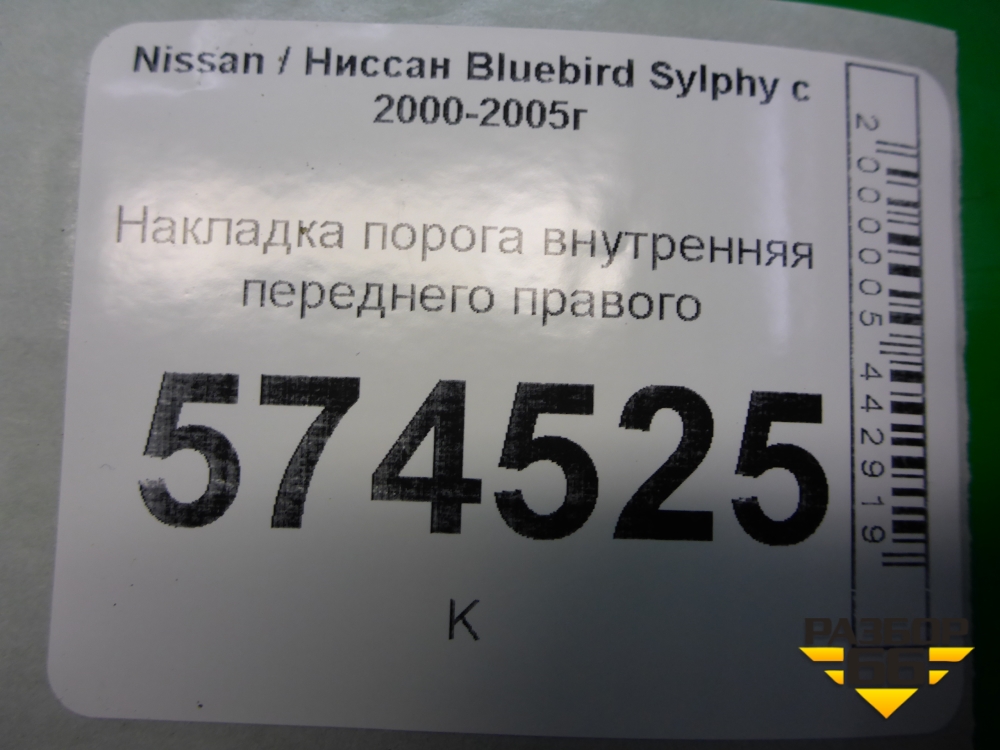 Nissan / Ниссан Bluebird Sylphy с
2000-2005г
Накладка порога внутренняя
переднего правого
574525
К
2000005442919
РАЗБОР
66